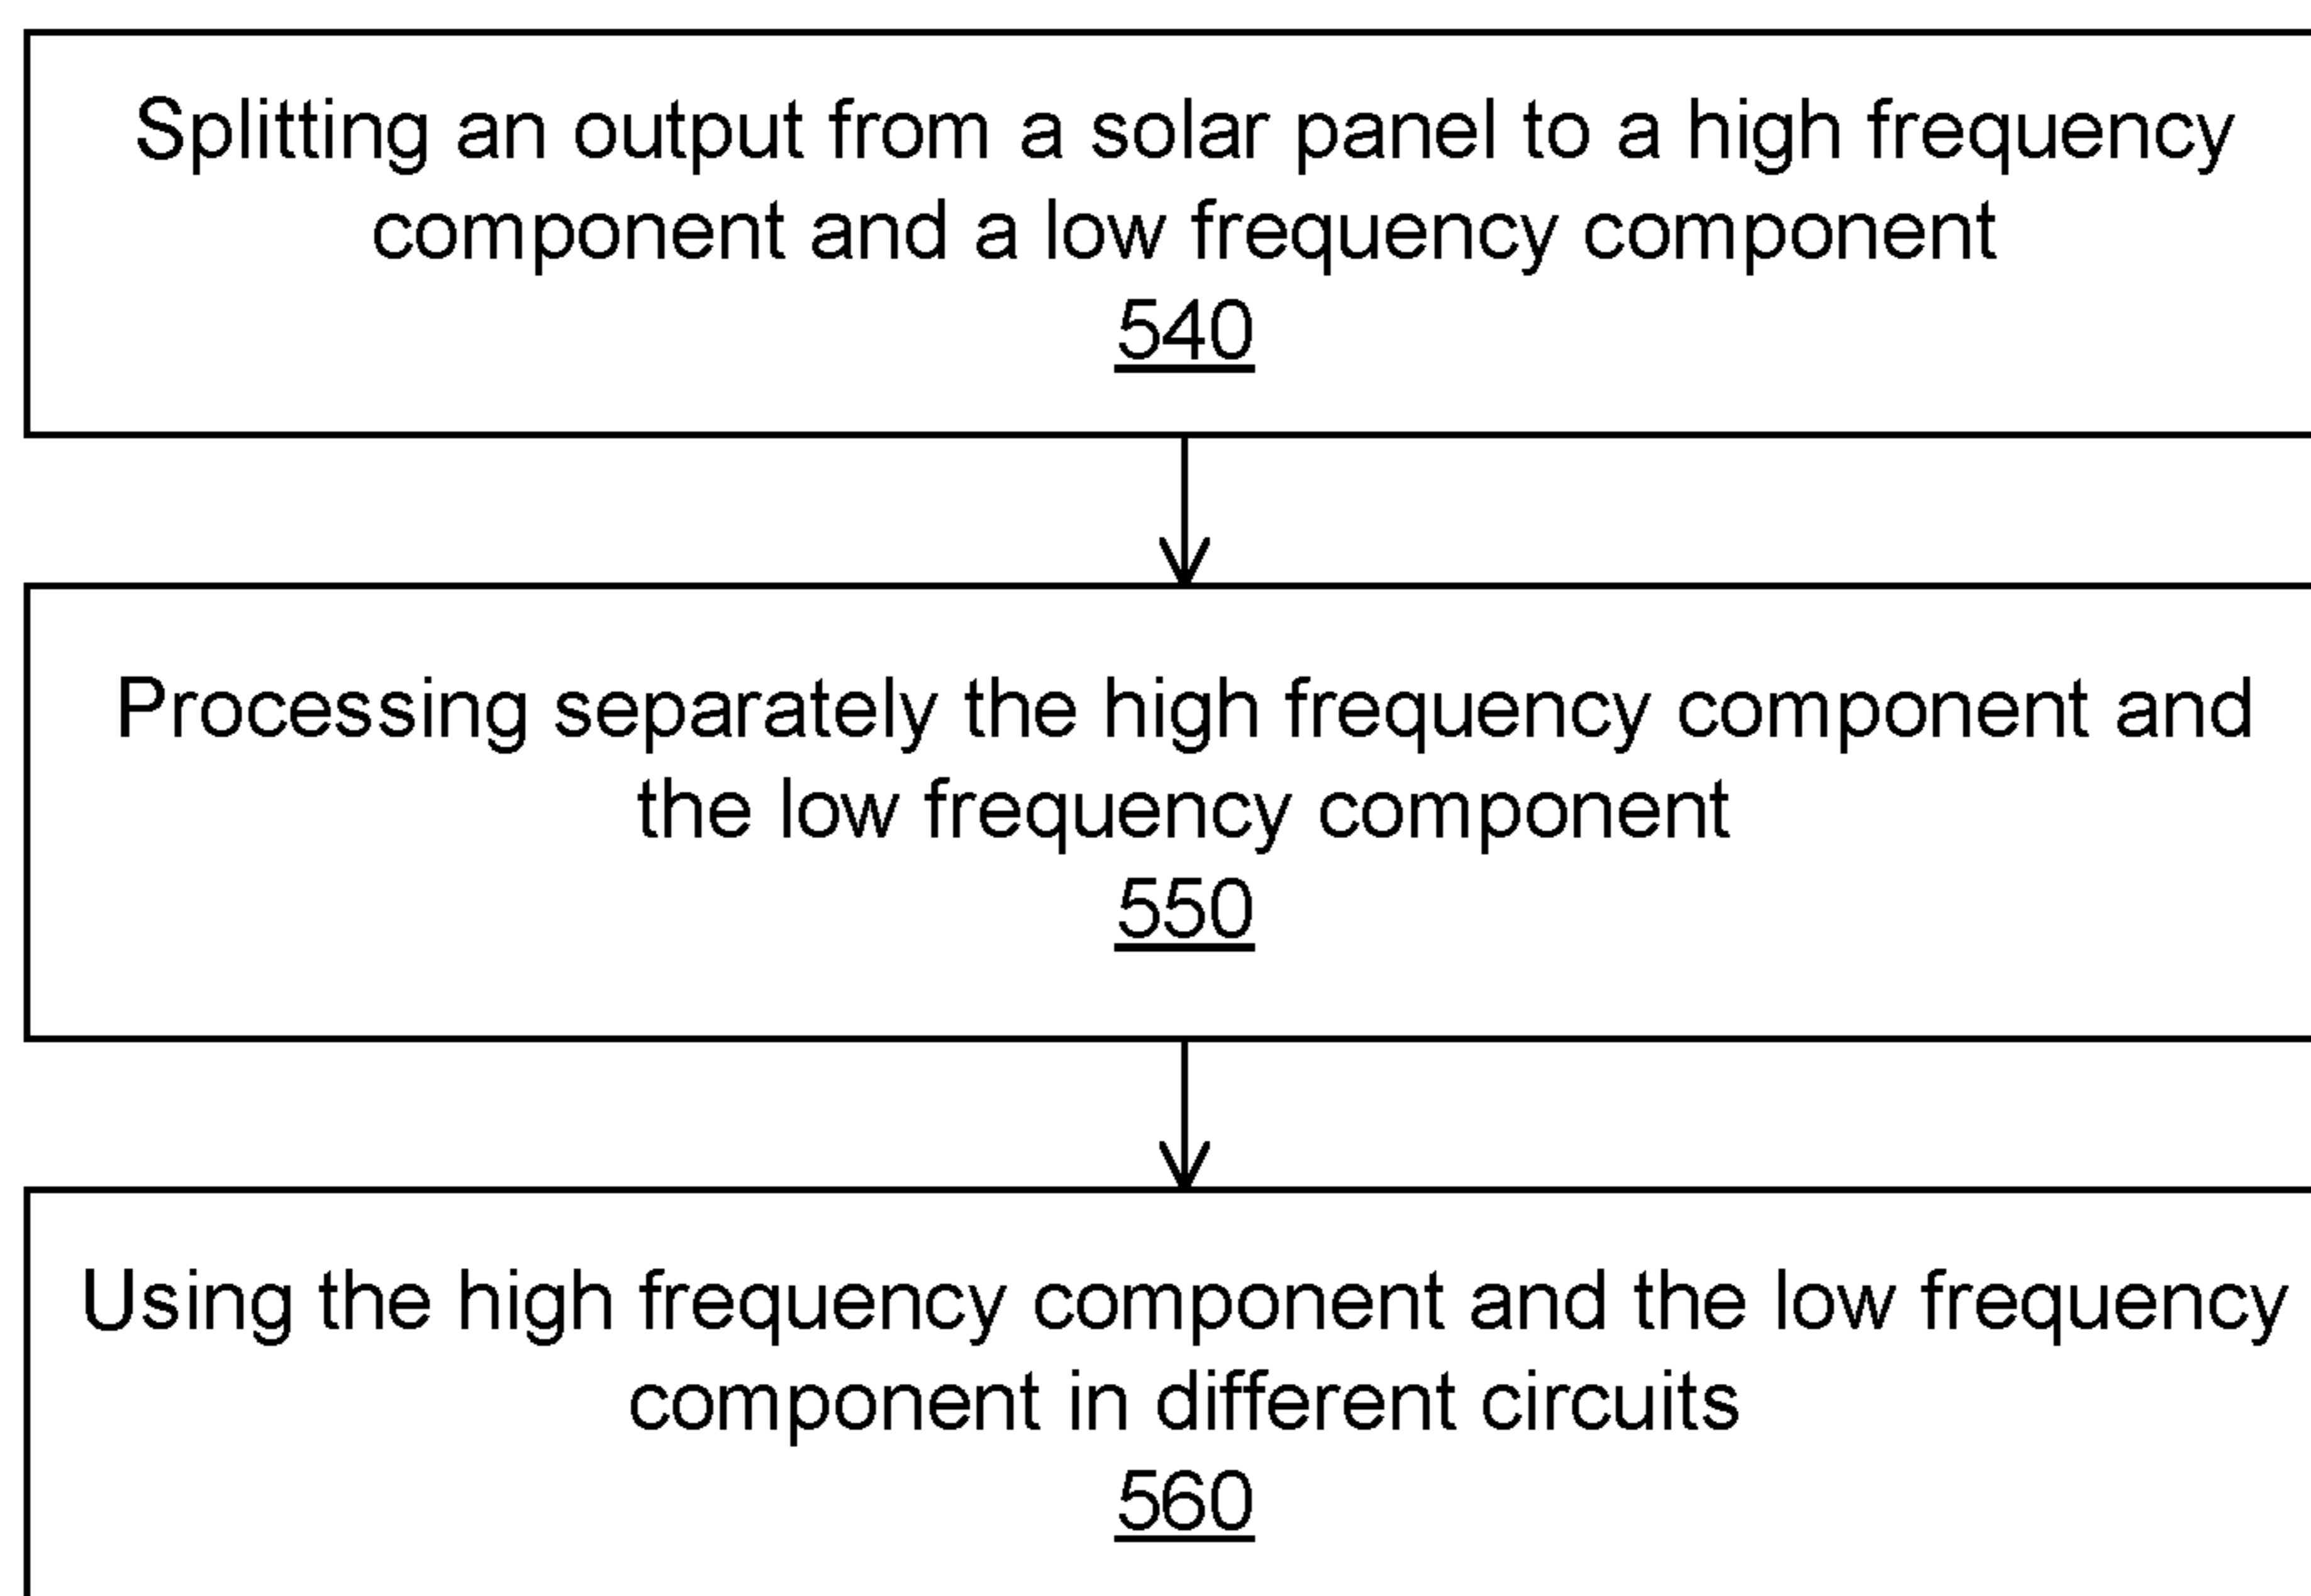 Splitting an output from a solar panel to a high frequency
component and a low frequency component
540
Processing separately the high frequency component and
the low frequency component
550
Using the high frequency component and the low frequency
component in different circuits
560